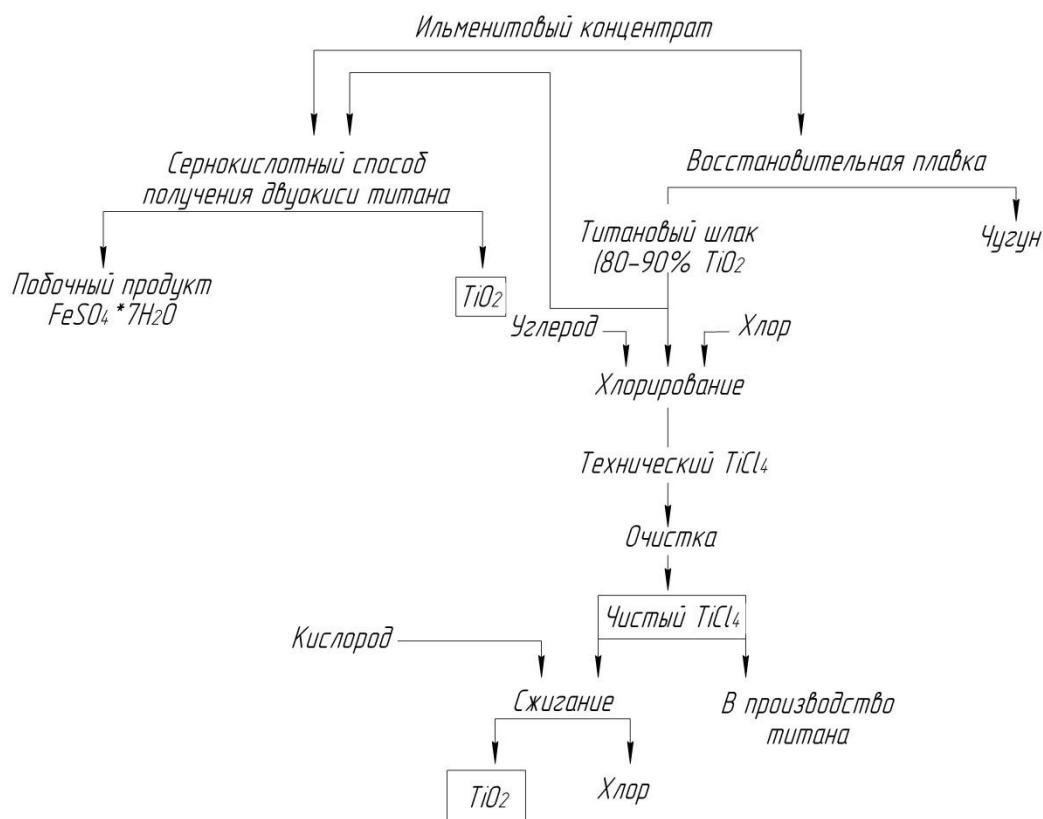 Ильменитовый концентрат
Сернокислотный способ
получения двуокиси титана
Восстановительная плавка
Титановый шлак
(80-90% TiO2
Чугун
Побочный продукт
FeSO4*7H2O
TiO2
Углерод
Хлор
Хлорирование
Технический TiCl4
Очистка
Чистый TiCl4
Кислород
Сжигание
В производство
титана
TiO2
Хлор